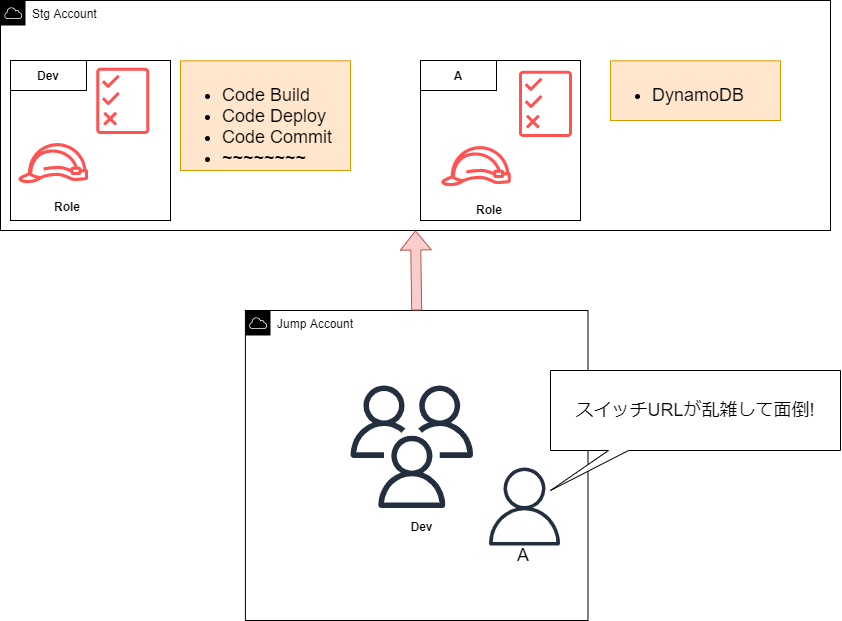 Stg Account
Dev
Role
• Code Build
• Code Deploy
• Code Commit
• ~~~~~~~~
A
Role
• DynamoDB
Jump Account
スイッチURLが乱雑して面倒!
Dev
A